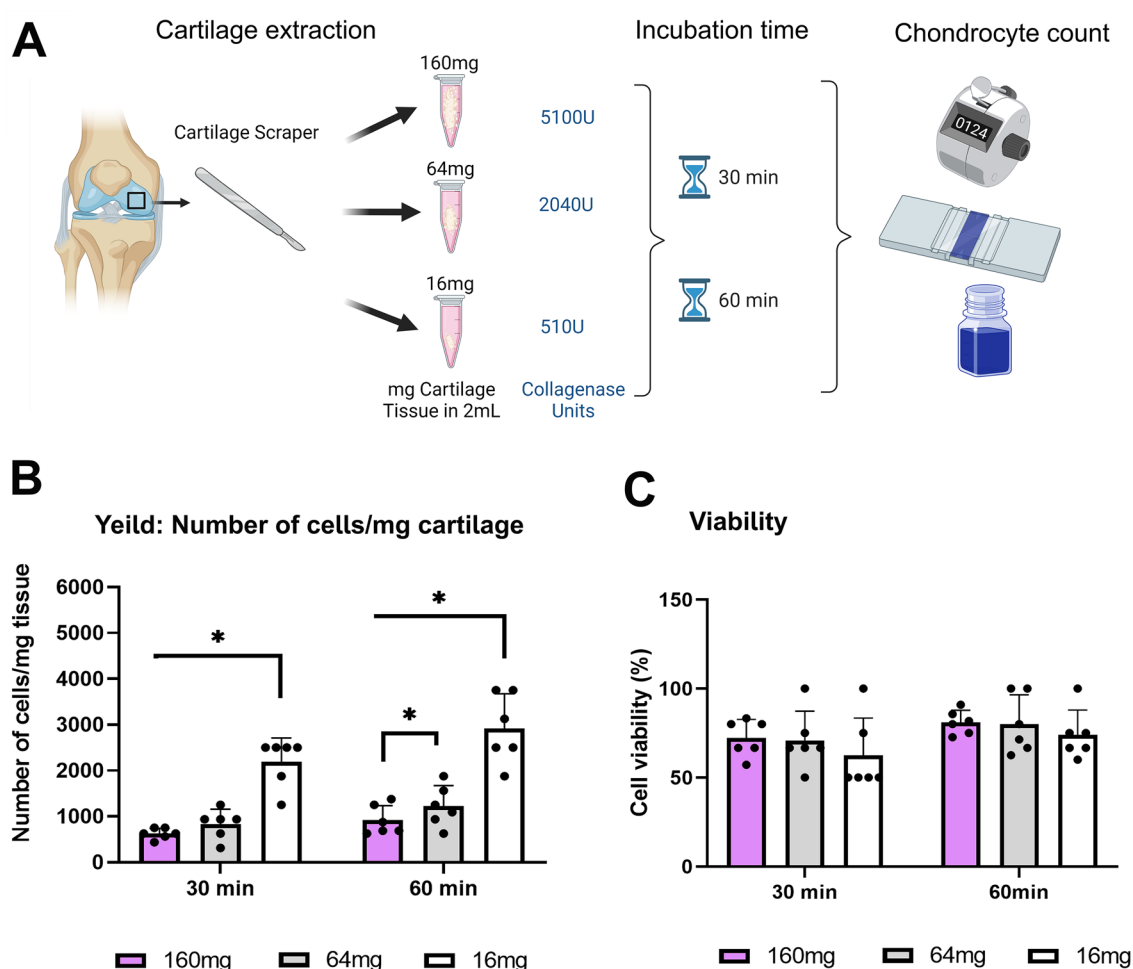 A
Cartilage extraction
Incubation time
Chondrocyte count
160mg
Cartilage Scraper
5100U
0124
64mg
30 min
2040U
16mg
60 min
510U
mg Cartilage
Tissue in 2mL
Collagenase
Units
B
Yeild: Number of cells/mg cartilage
Number of cells/mg tissue
6000
5000
4000
3000
2000
1000
0
*
*
*
30 min
60 min
160mg
64mg
16mg
C
Viability
Cell viability (%)
150
100
50
0
30 min
60min
160mg
64mg
16mg